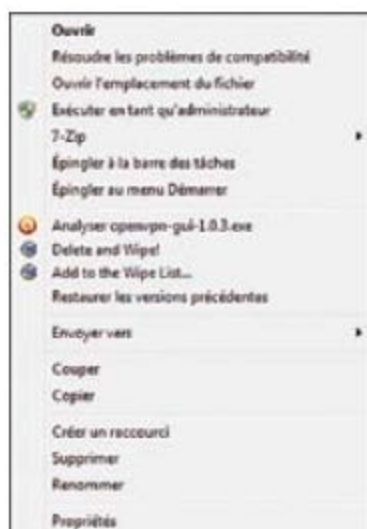 Ouvrir
Résoudre les problèmes de compatibilité
Ouvrir l'emplacement du fichier
Exécuter en tant qu'administrateur
7-Zip
Épingler à la barre des tâches
Épingler au menu Démarrer
Analyser openvpn-gui-1.0.3.exe
Delete and Wipe!
Add to the Wipe List...
Restaurer les versions précédentes
Envoyer vers
Couper
Copier
Créer un raccourci
Supprimer
Renommer
Propriétés